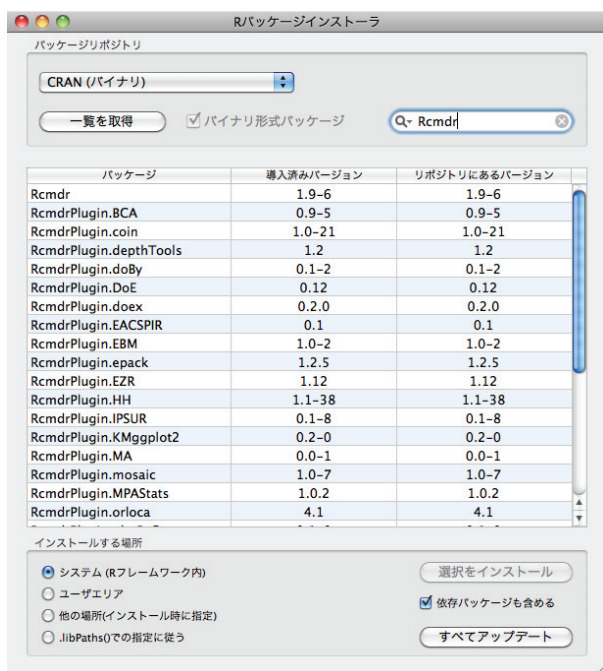 Rパッケージインストーラ
パッケージリポジトリ
CRAN (バイナリ)
一覧を取得 バイナリ形式パッケージ Rcmdr
パッケージ 導入済みバージョン リポジトリにあるバージョン
Rcmdr 1.9-6 1.9-6
RcmdrPlugin.BCA 0.9-5 0.9-5
RcmdrPlugin.coin 1.0-21 1.0-21
RcmdrPlugin.depthTools 1.2 1.2
RcmdrPlugin.doBy 0.1-2 0.1-2
RcmdrPlugin.DoE 0.12 0.12
RcmdrPlugin.doex 0.2.0 0.2.0
RcmdrPlugin.EACSPIR 0.1 0.1
RcmdrPlugin.EBM 1.0-2 1.0-2
RcmdrPlugin.epack 1.2.5 1.2.5
RcmdrPlugin.EZR 1.12 1.12
RcmdrPlugin.HH 1.1-38 1.1-38
RcmdrPlugin.IPSUR 0.1-8 0.1-8
RcmdrPlugin.KMggplot2 0.2-0 0.2-0
RcmdrPlugin.MA 0.0-1 0.0-1
RcmdrPlugin.mosaic 1.0-7 1.0-7
RcmdrPlugin.MPAStats 1.0.2 1.0.2
RcmdrPlugin.orloca 4.1 4.1
インストールする場所
システム (Rフレームワーク内) 選択をインストール
ユーザエリア 依存パッケージも含める
他の場所(インストール時に指定)
.libPaths()での指定に従う すべてアップデート